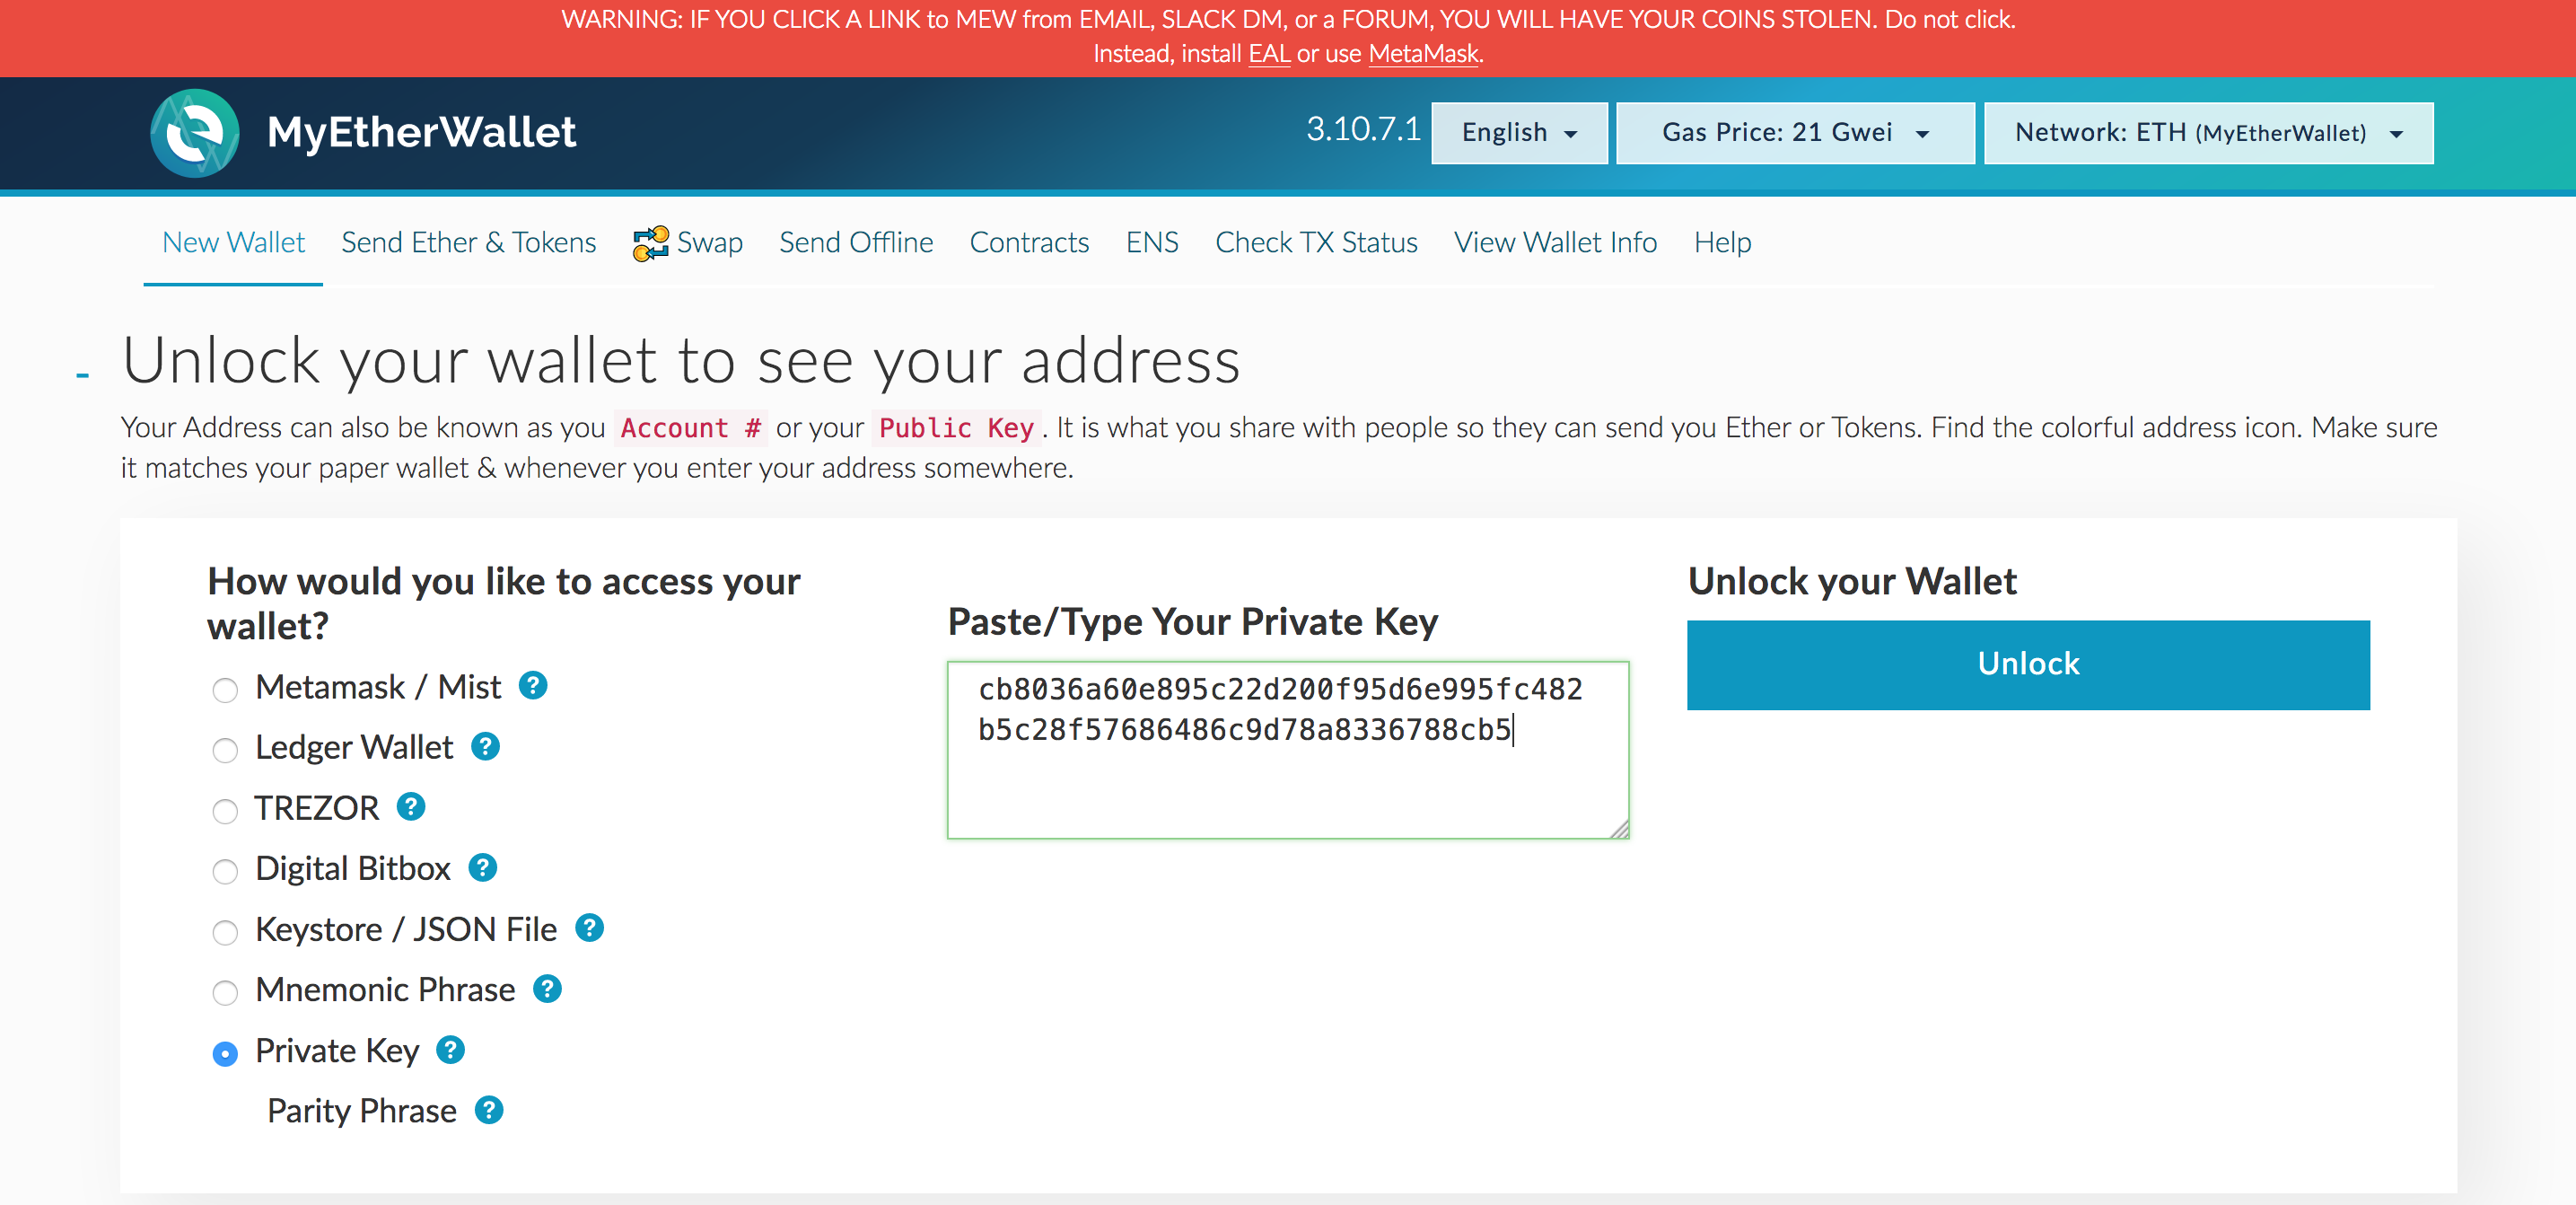 WARNING: IF YOU CLICK A LINK to MEW from EMAIL, SLACK DM, or a FORUM, YOU WILL HAVE YOUR COINS STOLEN. Do not click.
Instead, install EAL or use MetaMask.
MyEtherWallet
3.10.7.1
English
Gas Price: 21 Gwei
Network: ETH (MyEtherWallet)
New Wallet
Send Ether & Tokens
Swap
Send Offline
Contracts
ENS
Check TX Status
View Wallet Info
Help
- Unlock your wallet to see your address
Your Address can also be known as you Account # or your Public Key. It is what you share with people so they can send you Ether or Tokens. Find the colorful address icon. Make sure
it matches your paper wallet & whenever you enter your address somewhere.
How would you like to access your
wallet?
Metamask / Mist ?
Ledger Wallet ?
TREZOR ?
Digital Bitbox ?
Keystore / JSON File ?
Mnemonic Phrase ?
Private Key ?
Parity Phrase ?
Paste/Type Your Private Key
cb8036a60e895c22d200f95d6e995fc482
b5c28f57686486c9d78a8336788cb5
Unlock your Wallet
Unlock